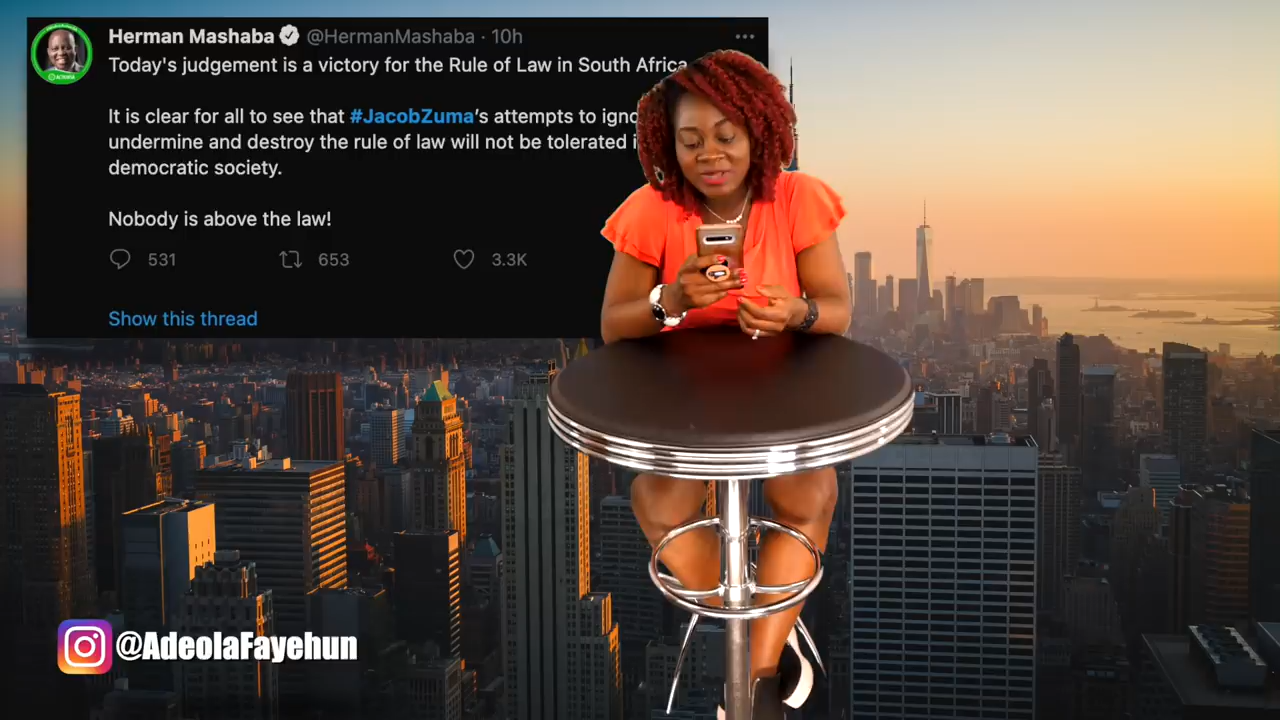 Herman Mashaba @HermanMashaba · 10h
Today's judgement is a victory for the Rule of Law in South Africa
It is clear for all to see that #JacobZuma's attempts to
undermine and destroy the rule of law will not be tolerated
democratic society.
Nobody is above the law!
531 653 3.3K
Show this thread
@AdeolaFayehun